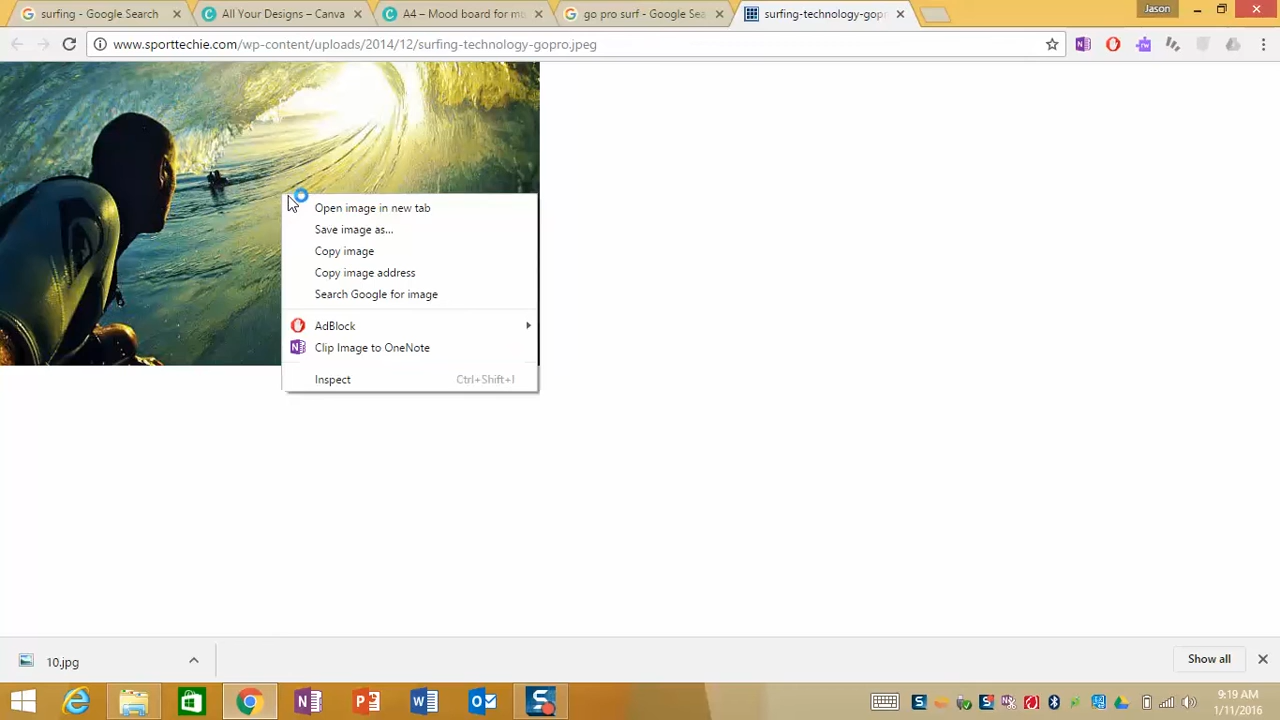 surfing - Google Search
All Your Designs – Canva
A4 – Mood board for m
go pro surf - Google Sea
surfing-technology-gopr
Jason
www.sporttechie.com/wp-content/uploads/2014/12/surfing-technology-gopro.jpeg
Open image in new tab
Save image as...
Copy image
Copy image address
Search Google for image
AdBlock
Clip Image to OneNote
Inspect Ctrl+Shift+I
10.jpg
Show all
9:19 AM
1/11/2016